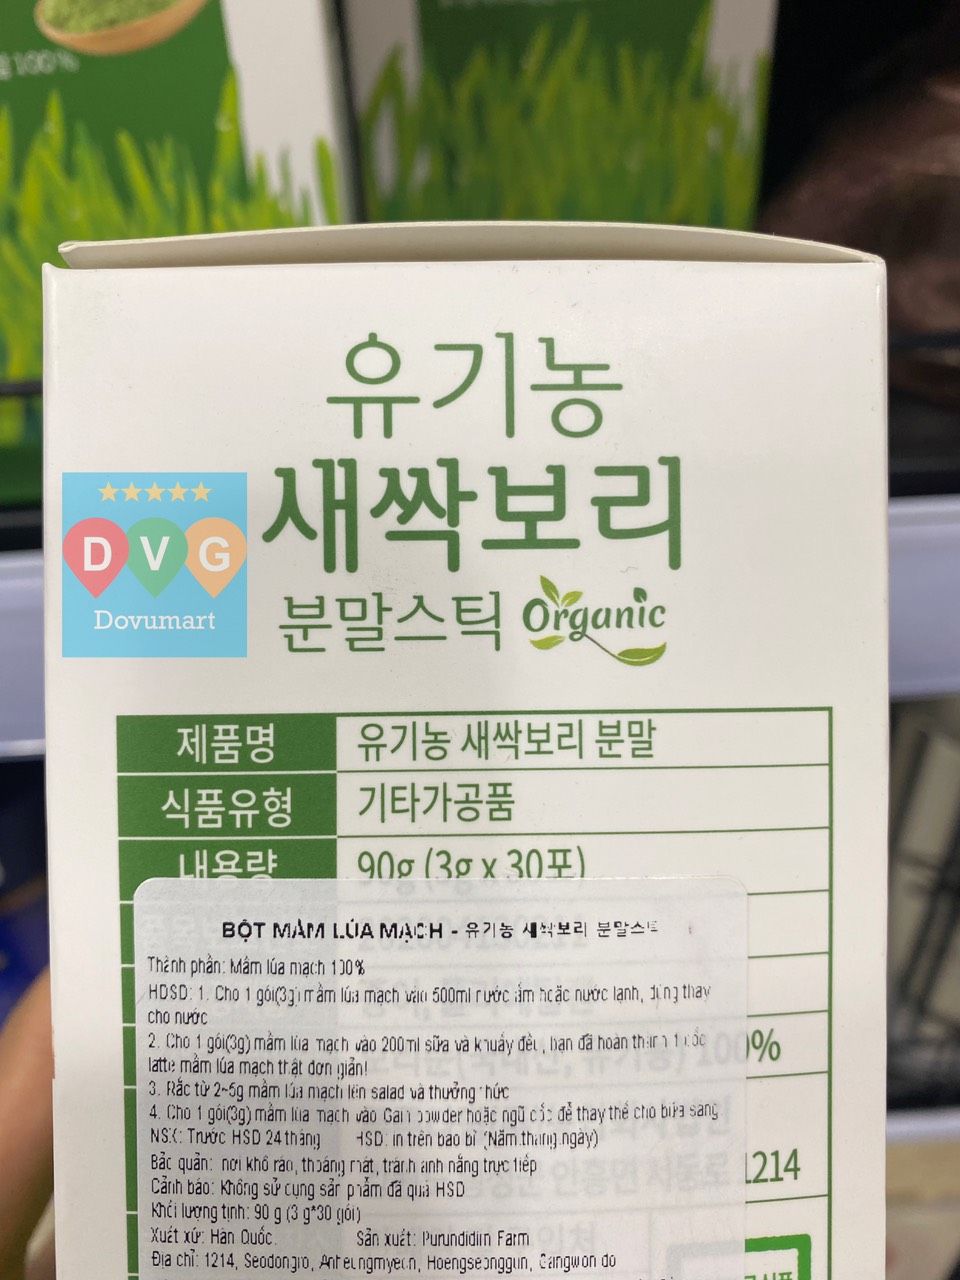 100%
유기농
새싹보리
분말스틱 Organic
DVG
Dovumart
제품명 유기농 새싹보리 분말
식품유형 기타가공품
내용량 90g (3g x 30포)
BỘT MẦM LÚA MẠCH - 유기농 새싹보리 분말스틱
Thành phần: Mầm lúa mạch 100%
HDSD: 1. Cho 1 gói(3g) mầm lúa mạch vào 500ml nước ấm hoặc nước lạnh, dùng thay
cho nước
2. Cho 1 gói(3g) mầm lúa mạch vào 200ml sữa và khuấy đều, bạn đã hoàn thành 1 cốc
latte mầm lúa mạch thật đơn giản!
100%
3. Rắc từ 2~5g mầm lúa mạch lên salad và thưởng thức
4. Cho 1 gói(3g) mầm lúa mạch vào powder hoặc ngũ cốc để thay thế cho bữa sáng
NSX: Trước HSD 24 tháng HSD: in trên bao bì (Năm.tháng.ngày)
Bảo quản: nơi khô ráo, thoáng mát, tránh ánh nắng trực tiếp
1214
Cảnh báo: Không sử dụng sản phẩm đã quá HSD
Khối lượng tịnh: 90 g (3 g*30 gói)
Xuất xứ: Hàn Quốc Sản xuất: Purundidiin Farm
Địa chỉ: 1214, Seodongro, Anheungmyeon, Hoengseonggun, Gangwon do